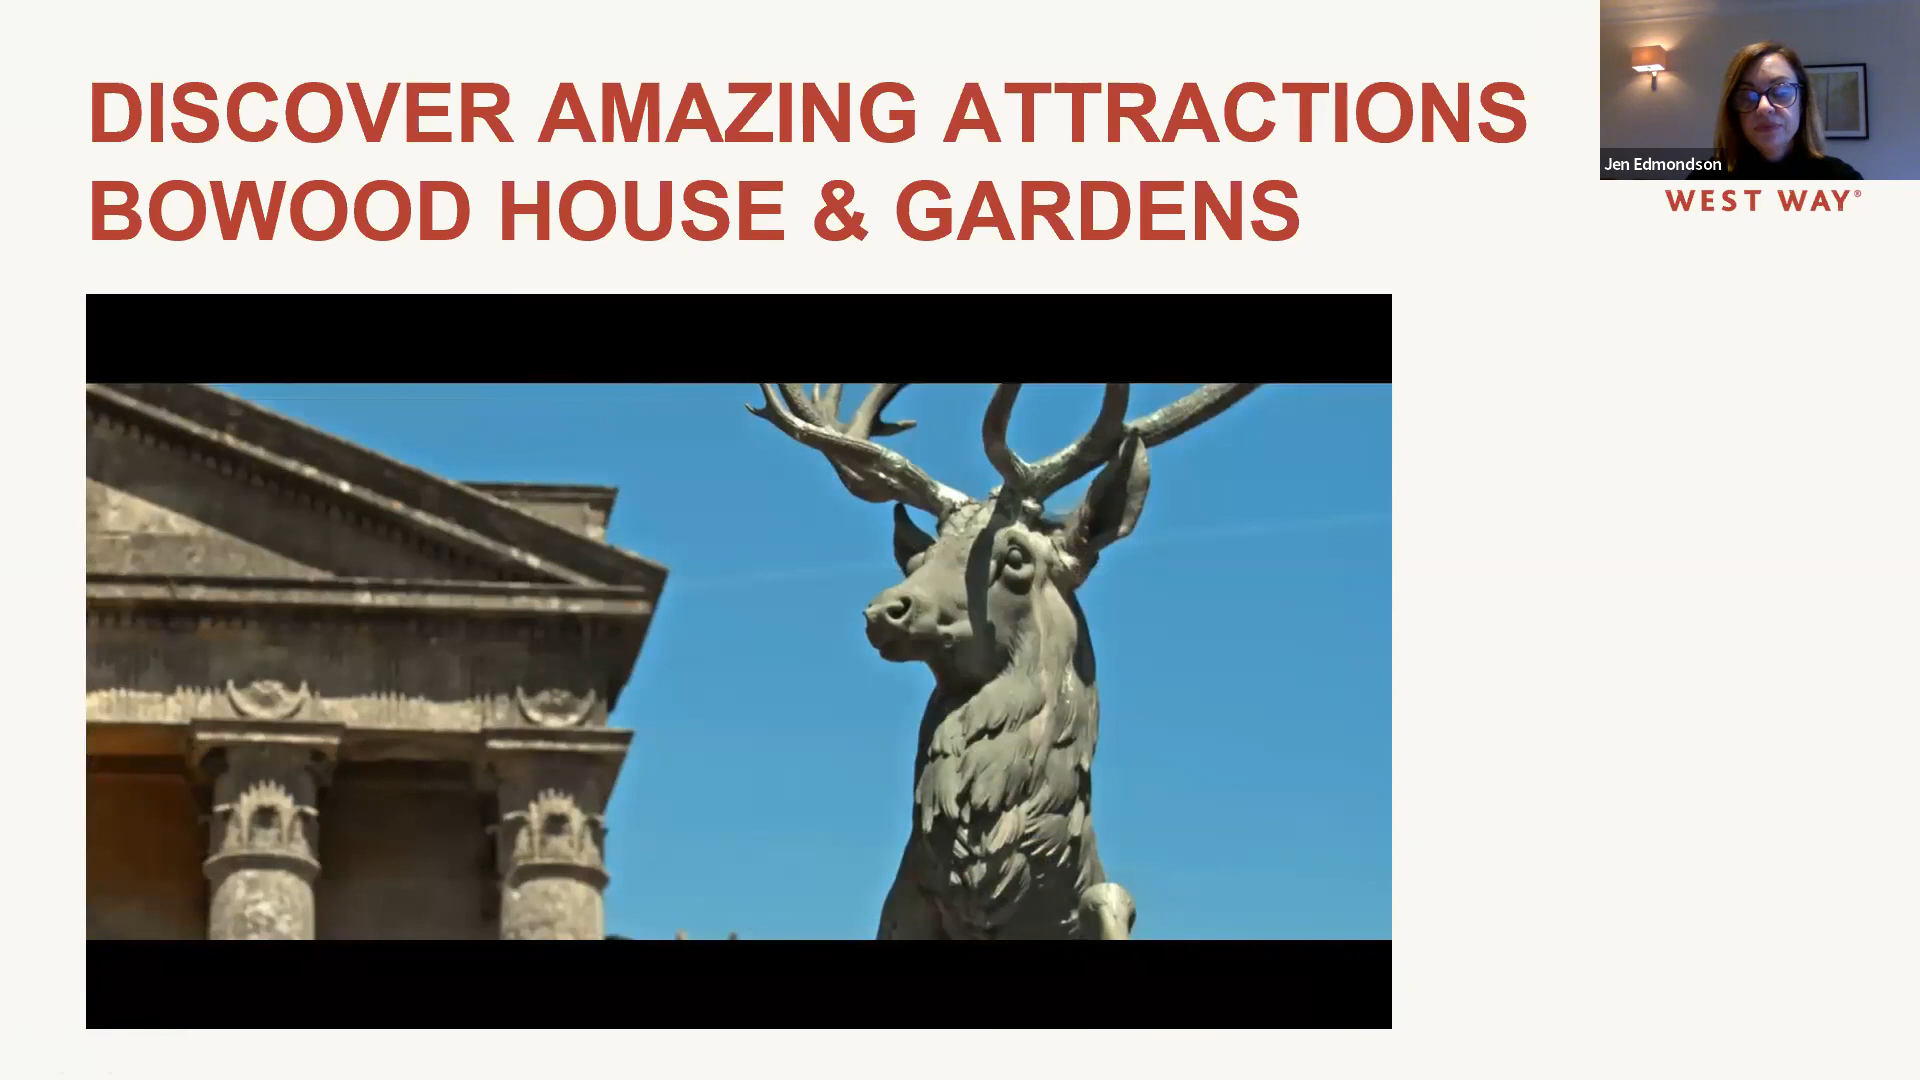 DISCOVER AMAZING ATTRACTIONS
BOWOOD HOUSE & GARDENS
Jen Edmondson
WEST WAY®